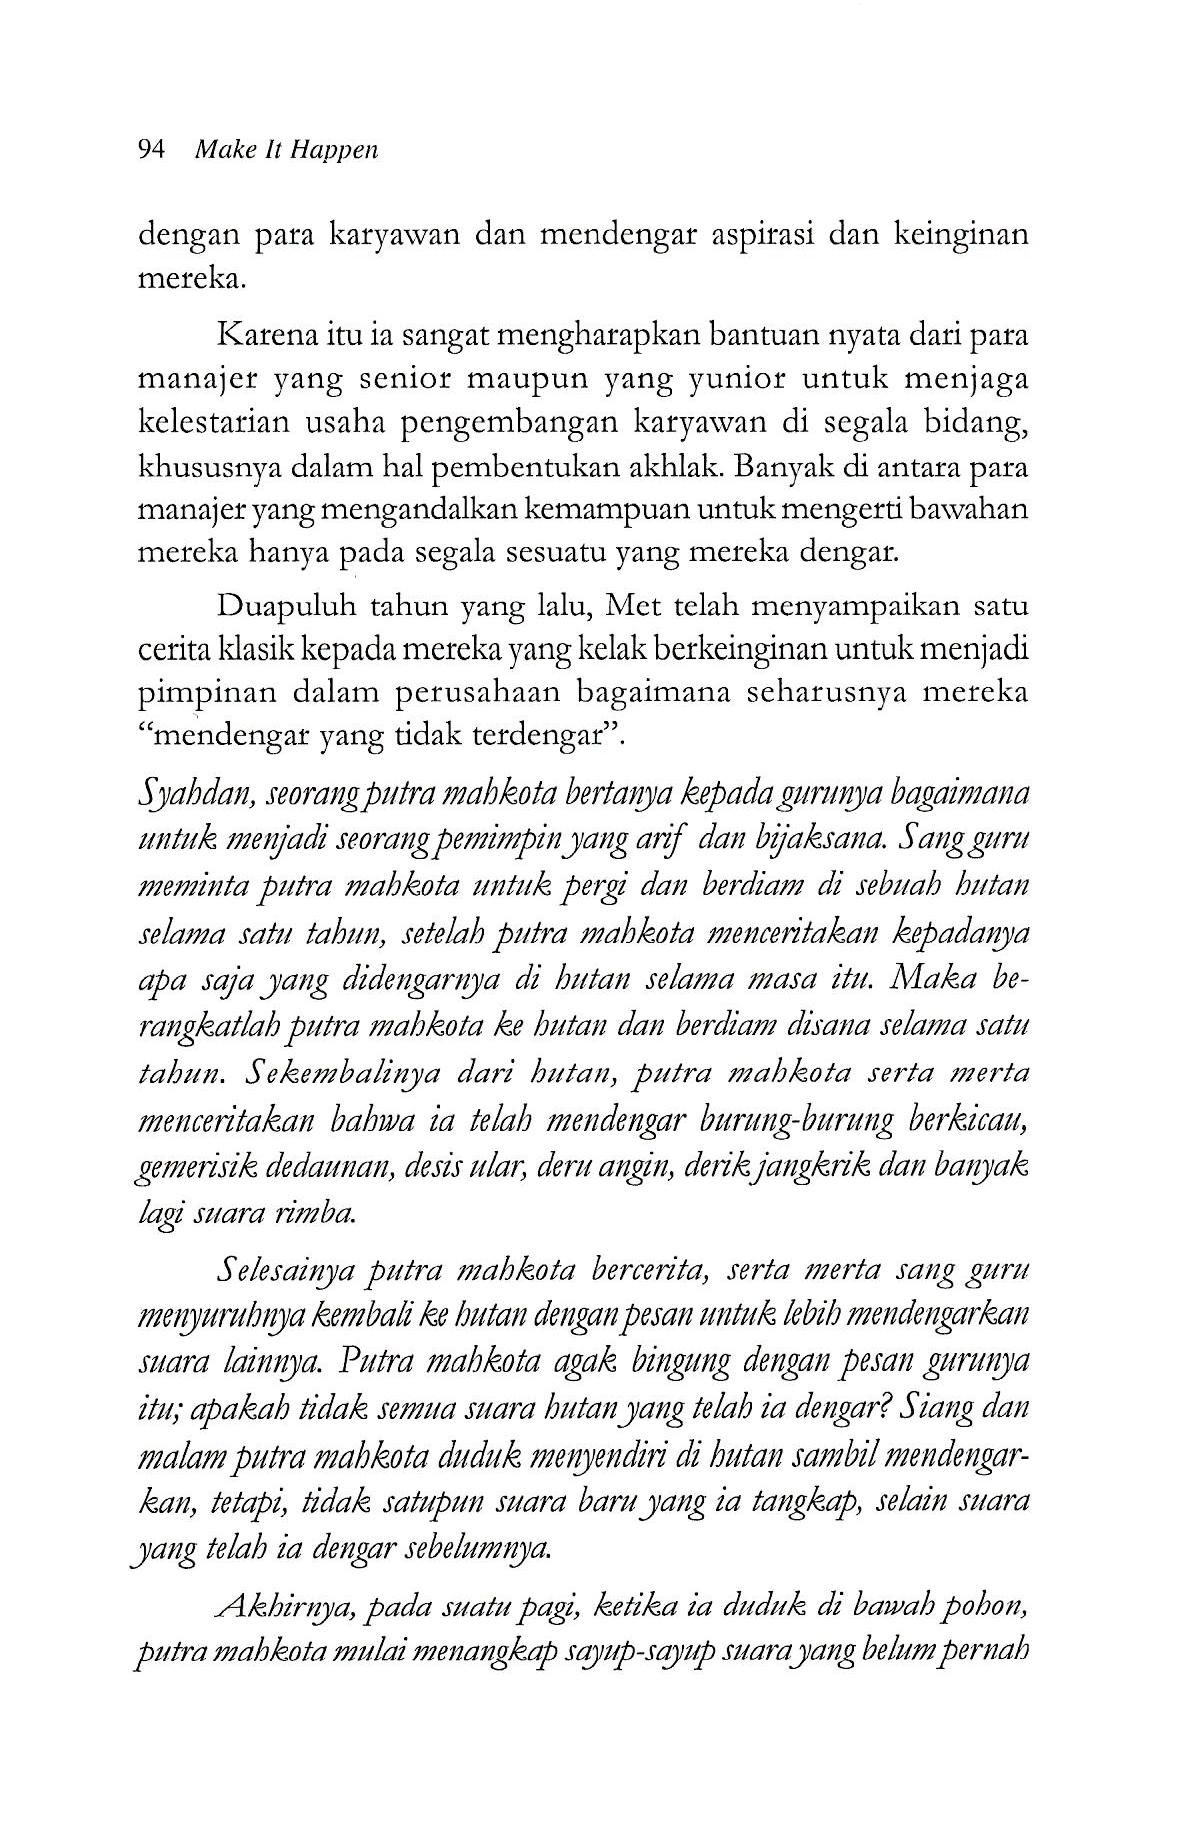 94 Make It Happen
dengan para karyawan dan mendengar aspirasi dan keinginan
mereka.
Karena itu ia sangat mengharapkan bantuan nyata dari para
manajer yang senior maupun yang yunior untuk menjaga
kelestarian usaha pengembangan karyawan di segala bidang,
khususnya dalam hal pembentukan akhlak. Banyak di antara para
manajer yang mengandalkan kemampuan untuk mengerti bawahan
mereka hanya pada segala sesuatu yang mereka dengar.
Duapuluh tahun yang lalu, Met telah menyampaikan satu
cerita klasik kepada mereka yang kelak berkeinginan untuk menjadi
pimpinan dalam perusahaan bagaimana seharusnya mereka
“mendengar yang tidak terdengar”.
Syahdan, seorang putra mahkota bertanya kepada gurunya bagaimana
untuk menjadi seorang pemimpin yang arif dan bijaksana. Sang guru
meminta putra mahkota untuk pergi dan berdiam di sebuah hutan
selama satu tahun, setelah putra mahkota menceritakan kepadanya
apa saja yang didengarnya di hutan selama masa itu. Maka be-
rangkatlah putra mahkota ke hutan dan berdiam disana selama satu
tahun. Sekembalinya dari hutan, putra mahkota serta merta
menceritakan bahwa ia telah mendengar burung-burung berkicau,
gemerisik dedaunan, desis ular, deru angin, derik jangkrik dan banyak
lagi suara rimba.
Selesainya putra mahkota bercerita, serta merta sang guru
menyuruhnya kembali ke hutan dengan pesan untuk lebih mendengarkan
suara lainnya. Putra mahkota agak bingung dengan pesan gurunya
itu; apakah tidak semua suara hutan yang telah ia dengar? Siang dan
malam putra mahkota duduk menyendiri di hutan sambil mendengar-
kan, tetapi, tidak satupun suara baru yang ia tangkap, selain suara
yang telah ia dengar sebelumnya.
Akhirnya, pada suatu pagi, ketika ia duduk di bawah pohon,
putra mahkota mulai menangkap sayup-sayup suara yang belum pernah